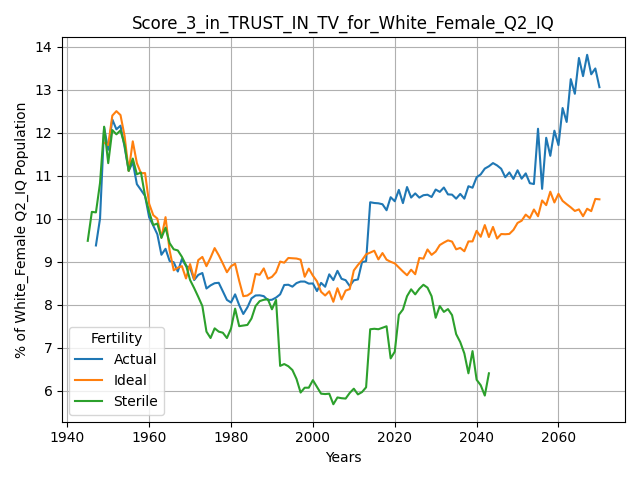 Score_3_in_TRUST_IN_TV_for_White_Female_Q2_IQ
% of White_Female Q2_IQ Population
14
13
12
11
10
9
8
7
6
Fertility
Actual
Ideal
Sterile
1940 1960 1980 2000 2020 2040 2060
Years